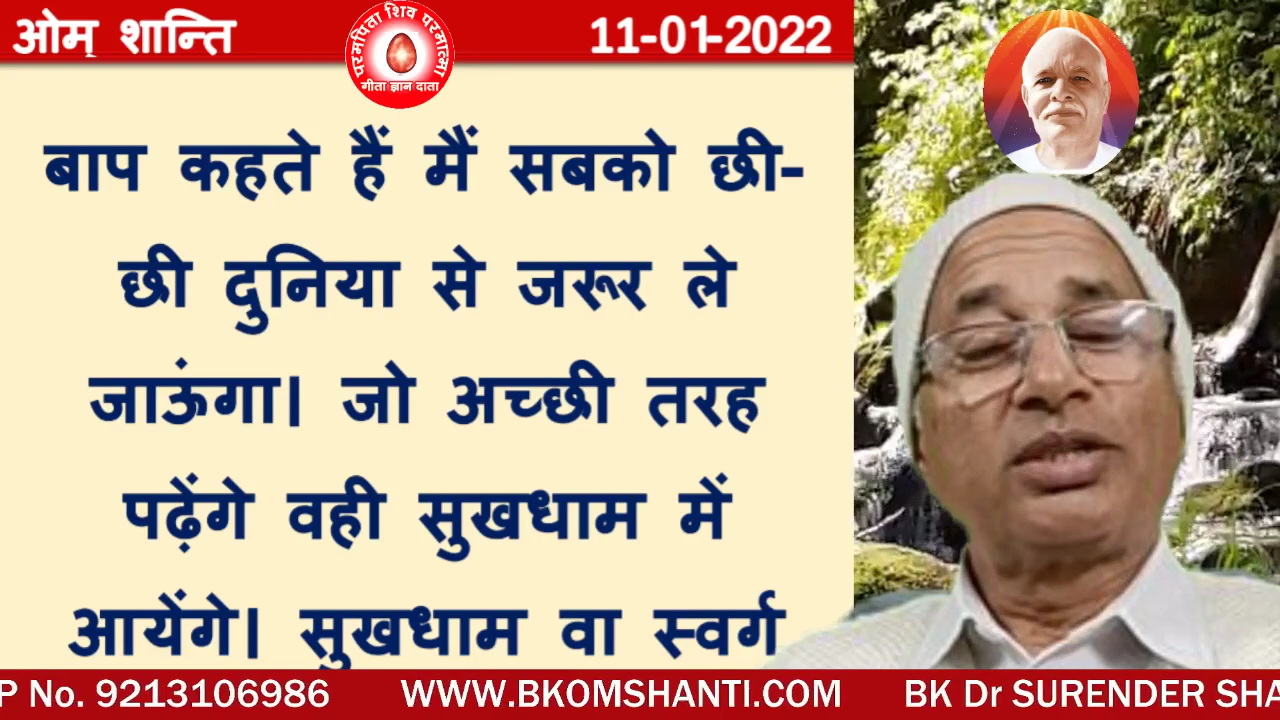 ओम् शान्ति
परमपिता शिव परमात्मा
गीता ज्ञान दाता
11-01-2022
बाप कहते हैं मैं सबको छी-
छी दुनिया से जरूर ले
जाऊंगा। जो अच्छी तरह
पढ़ेंगे वही सुखधाम में
आयेंगे। सुखधाम वा स्वर्ग
P No. 9213106986 WWW.BKOMSHANTI.COM BK Dr SURENDER SHA